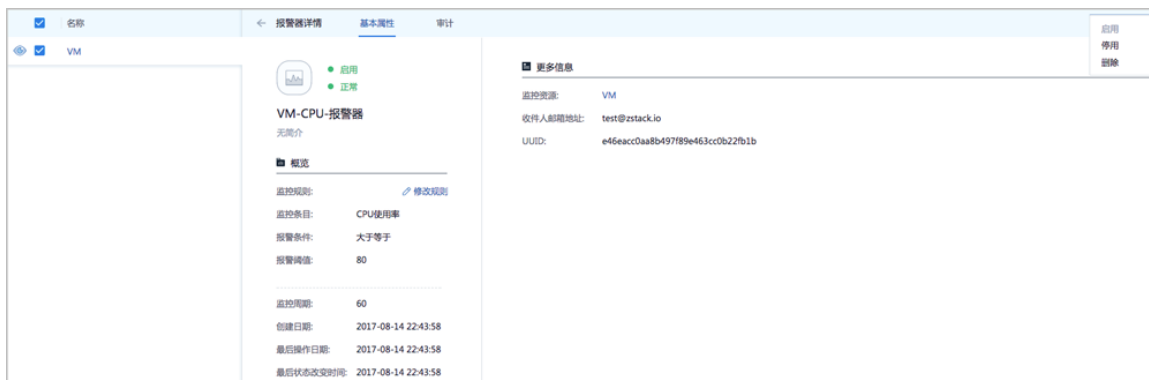 名称
报警器详情 基本属性 审计
启用
停用
删除
VM
启用
正常
VM-CPU-报警器
无简介
概览
监控规则: 修改规则
监控条目: CPU使用率
报警条件: 大于等于
报警阈值: 80
监控周期: 60
创建日期: 2017-08-14 22:43:58
最后操作日期: 2017-08-14 22:43:58
最后状态改变时间: 2017-08-14 22:43:58
更多信息
监控资源: VM
收件人邮箱地址: test@zstack.io
UUID: e46eacc0aa8b497f89e463cc0b22fb1b